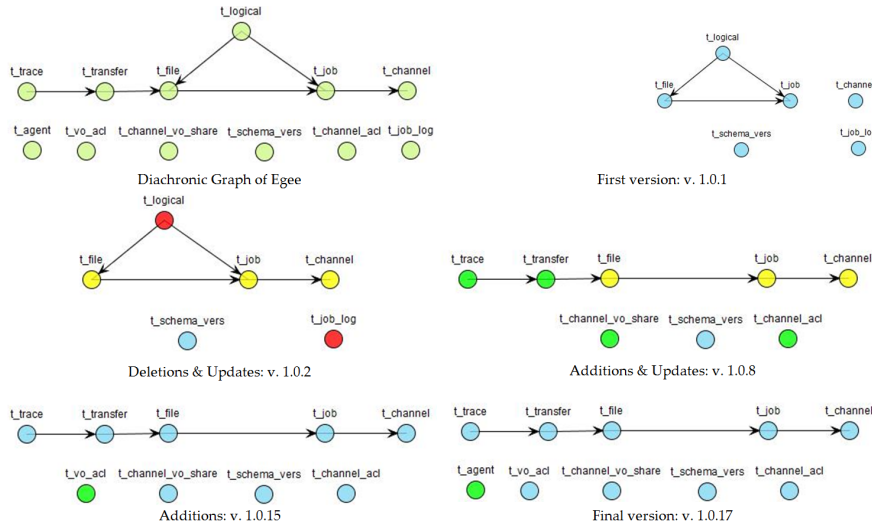 t_logical
t_trace t_transfer t_file t_job t_channel
t_agent t_vo_acl t_channel_vo_share t_schema_vers t_channel_acl t_job_log
Diachronic Graph of Egee
t_logical
t_file t_job t_channe
t_schema_vers t_job_lo
First version: v. 1.0.1
t_logical
t_file t_job t_channel
t_schema_vers t_job_log
Deletions & Updates: v. 1.0.2
t_trace t_transfer t_file t_job t_channel
t_channel_vo_share t_schema_vers t_channel_acl
Additions & Updates: v. 1.0.8
t_trace t_transfer t_file t_job t_channel
t_vo_acl t_channel_vo_share t_schema_vers t_channel_acl
Additions: v. 1.0.15
t_trace t_transfer t_file t_job t_channel
t_agent t_vo_acl t_channel_vo_share t_schema_vers t_channel_acl
Final version: v. 1.0.17